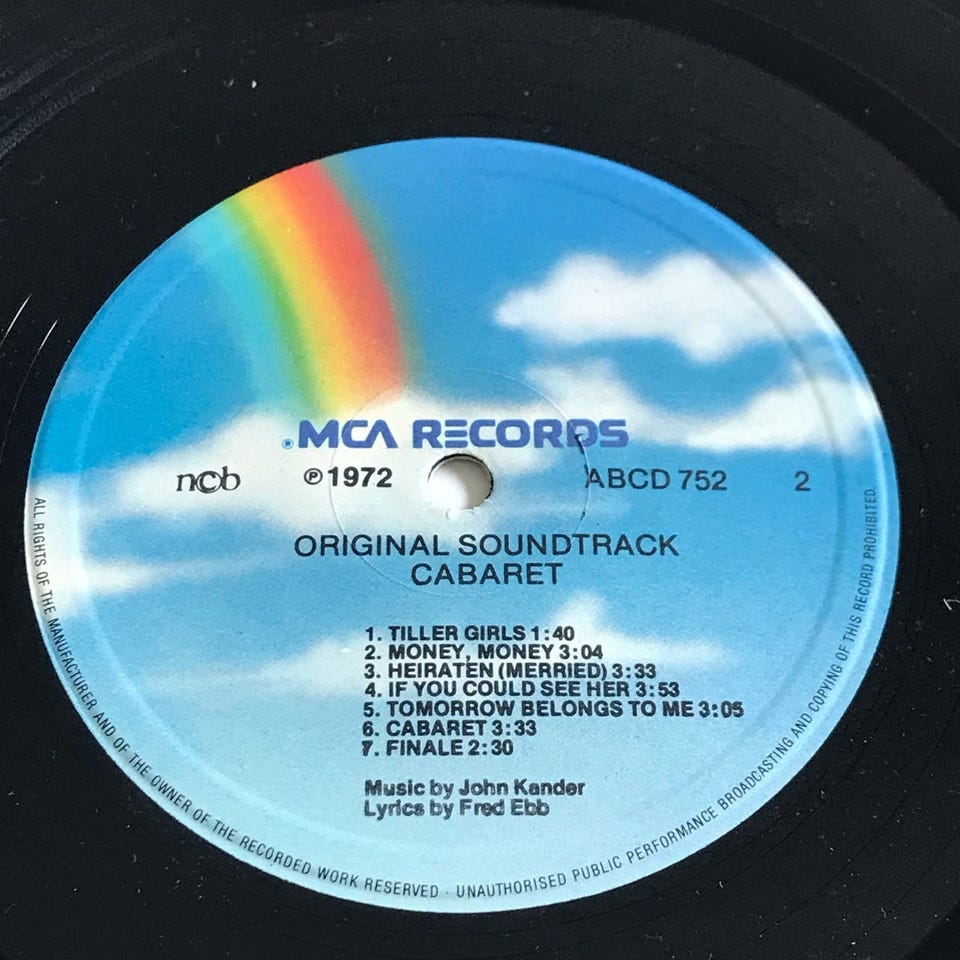 ®MCA RECORDS
ncb ℗1972 ABCD 752 2
ORIGINAL SOUNDTRACK
CABARET
1. TILLER GIRLS 1:40
2. MONEY, MONEY 3:04
3. HEIRATEN (MERRIED) 3:33
4. IF YOU COULD SEE HER 3:53
5. TOMORROW BELONGS TO ME 3:05
6. CABARET 3:33
7. FINALE 2:30
Music by John Kander
Lyrics by Fred Ebb
ALL RIGHTS OF THE MANUFACTURER AND OF THE OWNER OF THE RECORDED WORK RESERVED · UNAUTHORISED PUBLIC PERFORMANCE BROADCASTING AND COPYING OF THIS RECORD PROHIBITED.